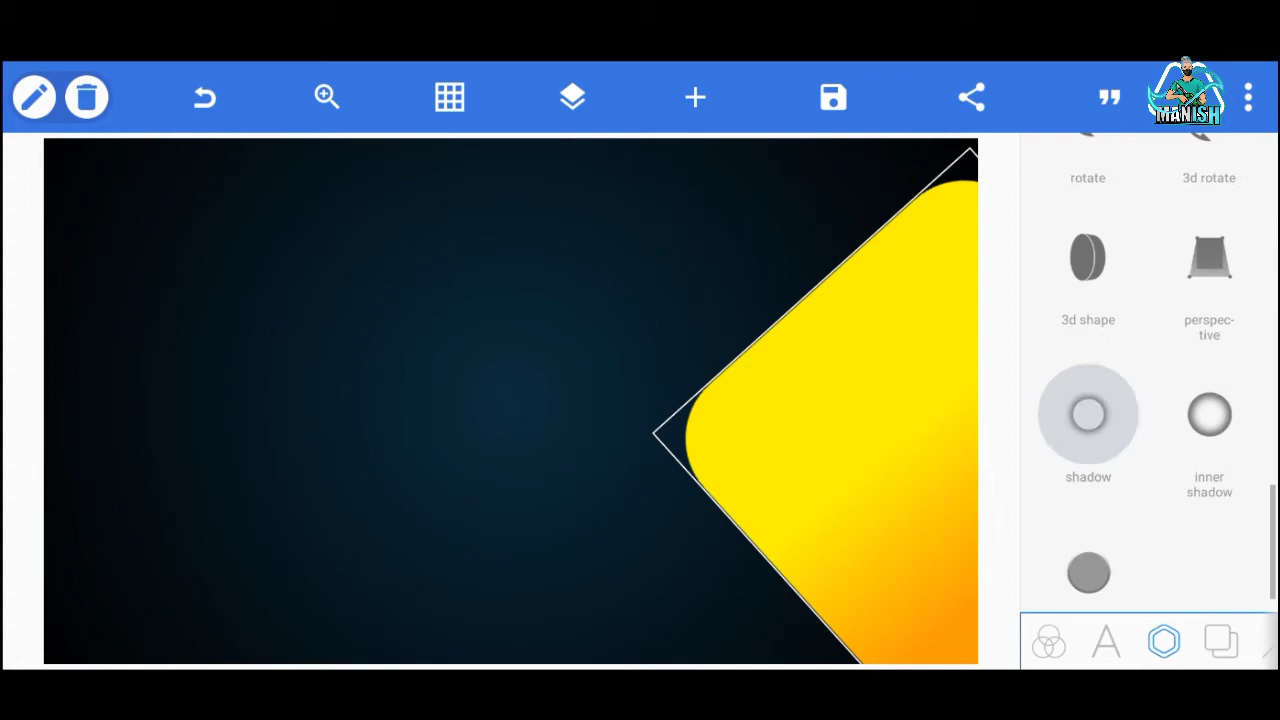 MANISH
rotate
3d rotate
3d shape
perspec-
tive
shadow
inner
shadow